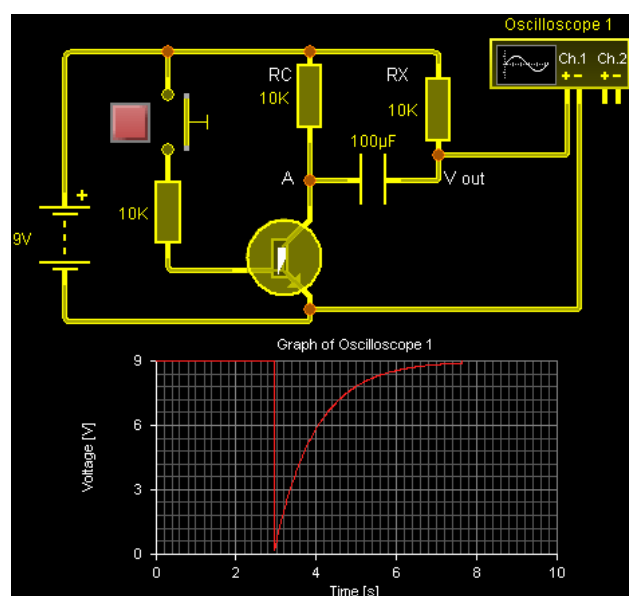 Oscilloscope 1
Ch.1 Ch.2
+ - + -
RC
10K
RX
10K
100µF
A
V out
10K
+
9V
Graph of Oscilloscope 1
Voltage [V]
9
6
3
0
0 2 4 6 8 10
Time [s]